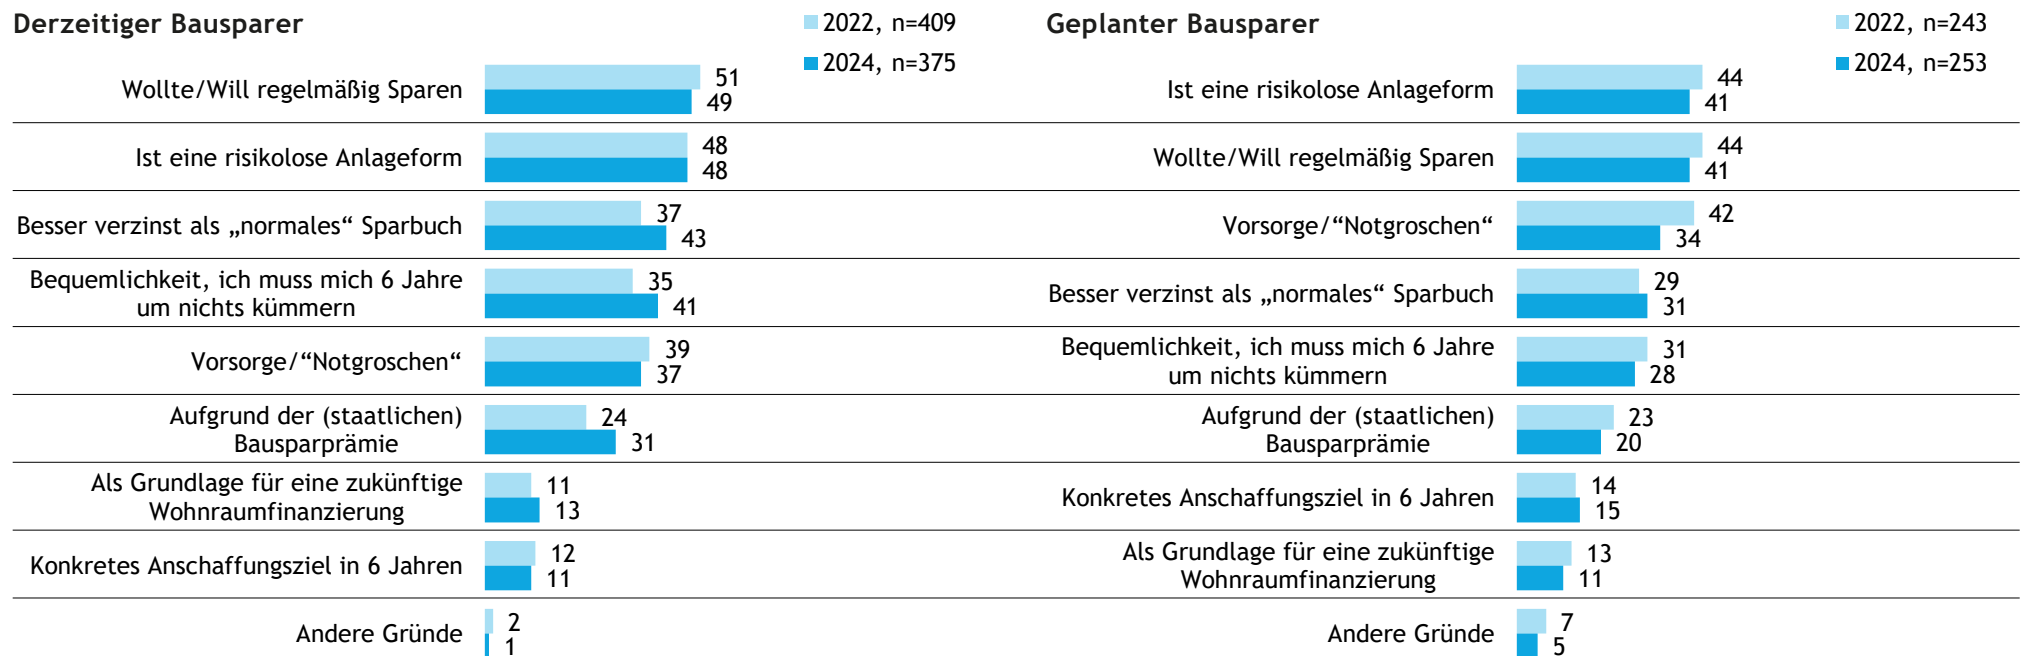 Derzeitiger Bausparer
2022, n=409
2024, n=375
Wollte/Will regelmäßig Sparen
51
49
Ist eine risikolose Anlageform
48
48
Besser verzinst als „normales“ Sparbuch
37
43
Bequemlichkeit, ich muss mich 6 Jahre
um nichts kümmern
35
41
Vorsorge/“Notgroschen“
39
37
Aufgrund der (staatlichen)
Bausparprämie
24
31
Als Grundlage für eine zukünftige
Wohnraumfinanzierung
11
13
Konkretes Anschaffungsziel in 6 Jahren
12
11
Andere Gründe
2
1
Geplanter Bausparer
2022, n=243
2024, n=253
Ist eine risikolose Anlageform
44
41
Wollte/Will regelmäßig Sparen
44
41
Vorsorge/“Notgroschen“
42
34
Besser verzinst als „normales“ Sparbuch
29
31
Bequemlichkeit, ich muss mich 6 Jahre
um nichts kümmern
31
28
Aufgrund der (staatlichen)
Bausparprämie
23
20
Konkretes Anschaffungsziel in 6 Jahren
14
15
Als Grundlage für eine zukünftige
Wohnraumfinanzierung
13
11
Andere Gründe
7
5